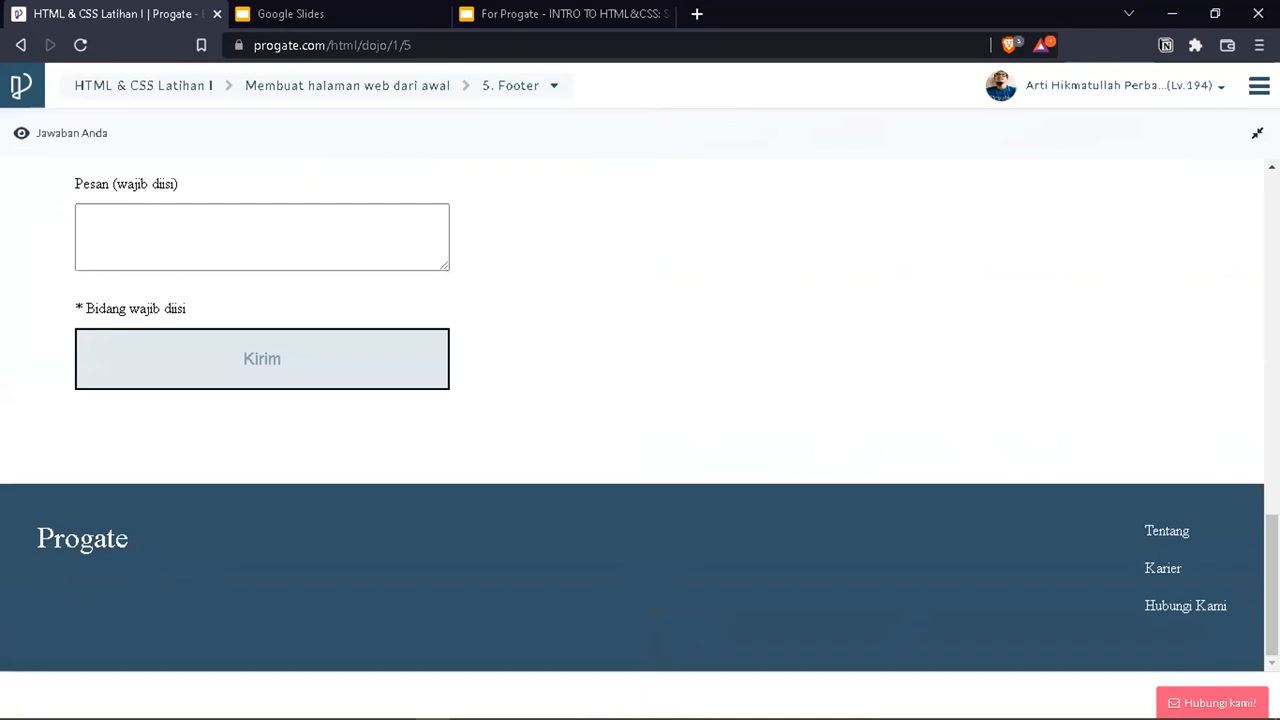 HTML & CSS Latihan I | Progate -
Google Slides
For Progate - INTRO TO HTML&CSS:
progate.com/html/dojo/1/5
HTML & CSS Latihan I
Membuat halaman web dari awal
5. Footer
Arti Hikmatullah Perba...(Lv.194)
Jawaban Anda
Pesan (wajib diisi)
* Bidang wajib diisi
Kirim
Progate
Tentang
Karier
Hubungi Kami
Hubungi kami!